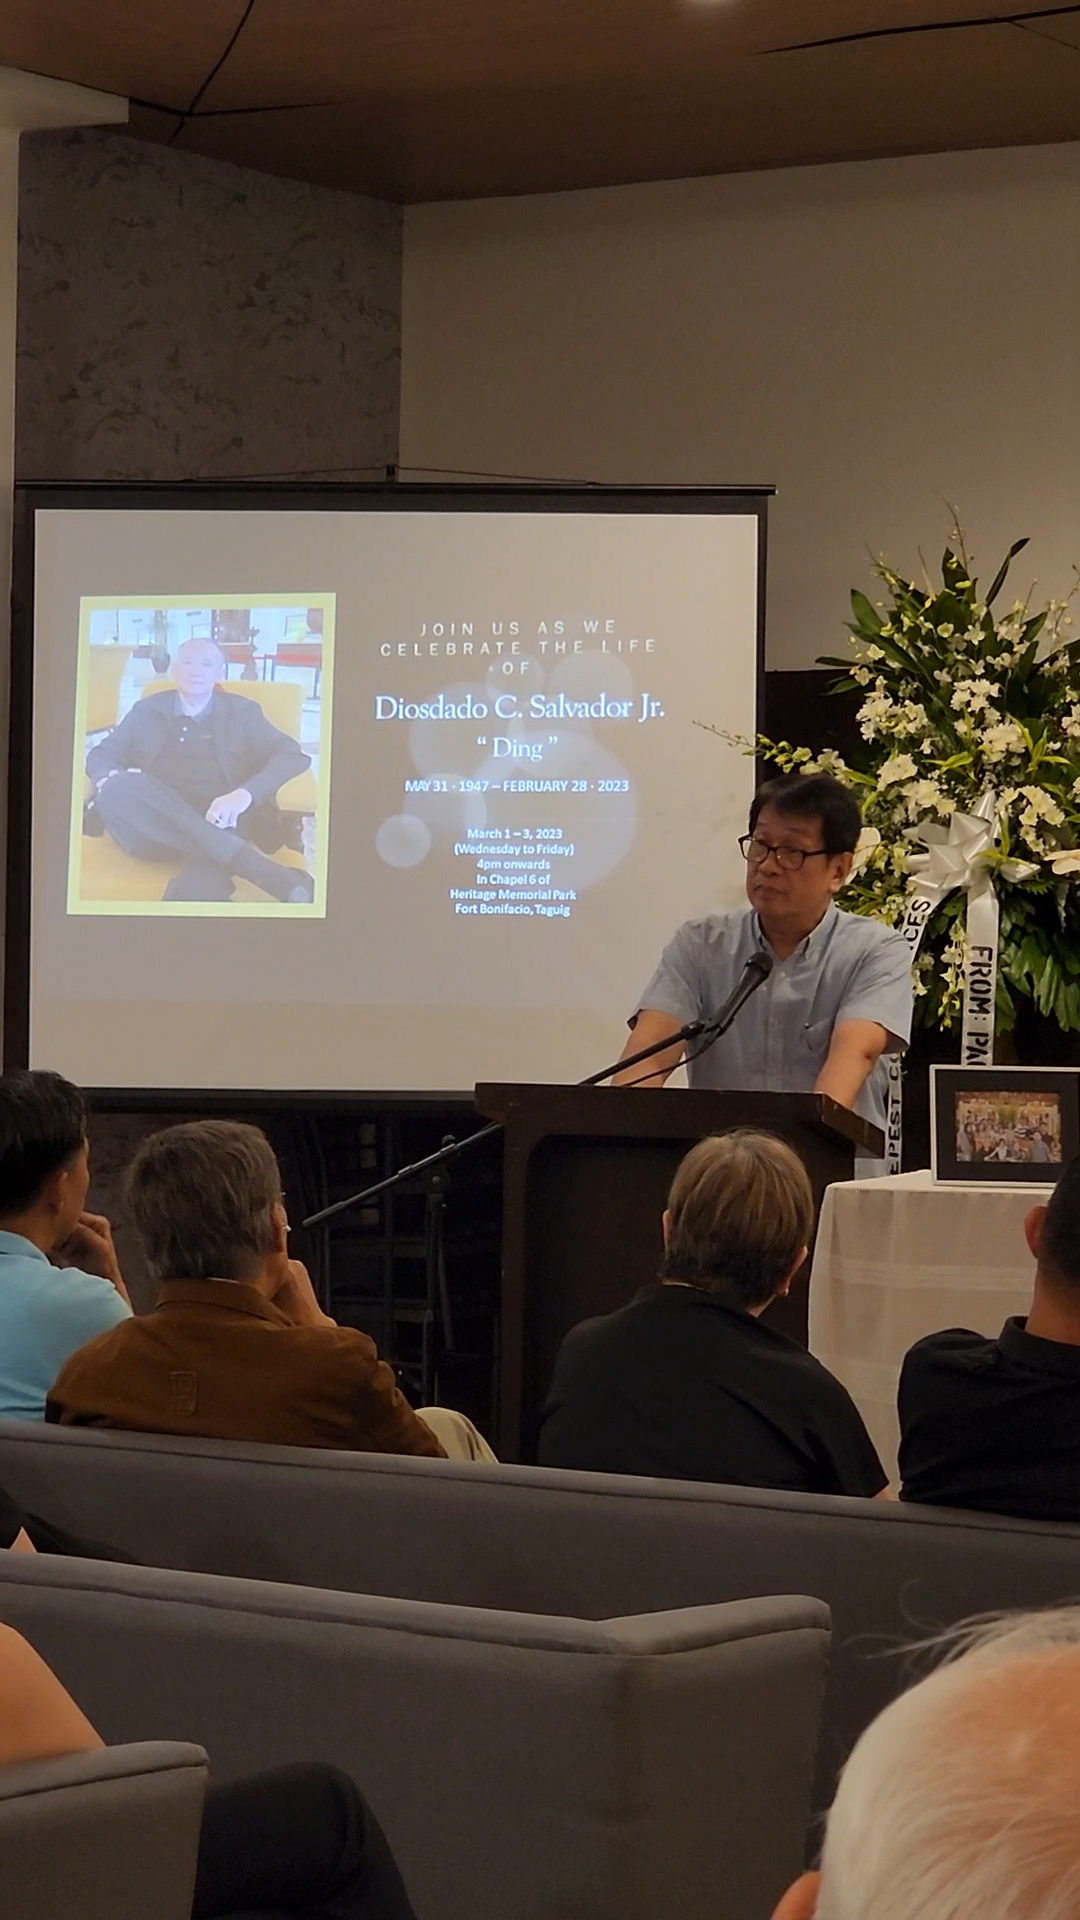 JOIN US AS WE
CELEBRATE THE LIFE
OF
Diosdado C. Salvador Jr.
“ Ding ”
MAY 31 · 1947 – FEBRUARY 28 · 2023
March 1 – 3, 2023
(Wednesday to Friday)
4pm onwards
In Chapel 6 of
Heritage Memorial Park
Fort Bonifacio, Taguig
FROM: